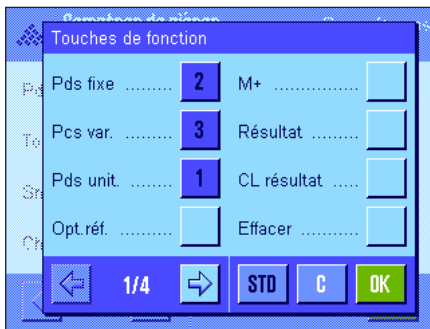 Touches de fonction
Pds fixe ......... 2
M+ ................
Pcs var. ......... 3
Résultat .........
Pds unit. ........ 1
CL résultat .....
Opt.réf. .........
Effacer ...........
1/4 STD C OK